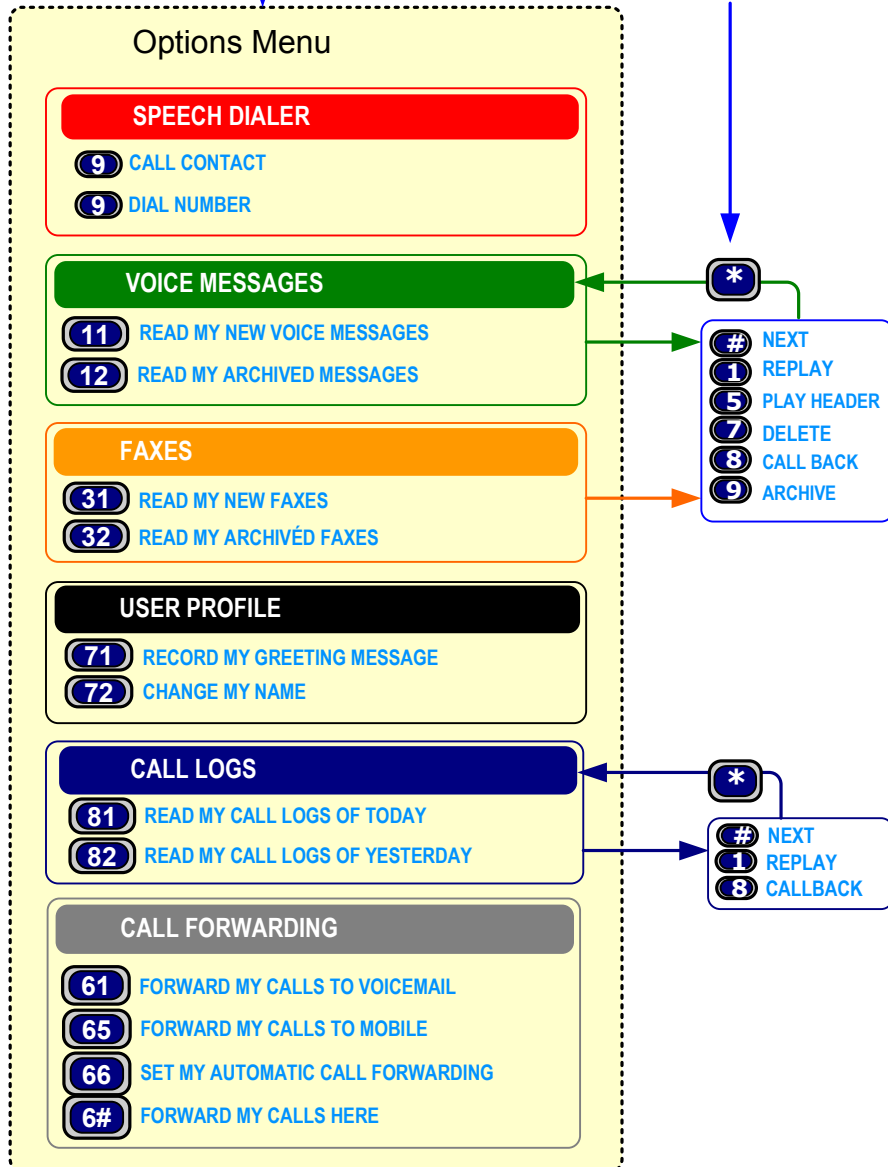 Options Menu
SPEECH DIALER
9 CALL CONTACT
9 DIAL NUMBER
VOICE MESSAGES
11 READ MY NEW VOICE MESSAGES
12 READ MY ARCHIVED MESSAGES
*
# NEXT
1 REPLAY
5 PLAY HEADER
7 DELETE
8 CALL BACK
9 ARCHIVE
FAXES
31 READ MY NEW FAXES
32 READ MY ARCHIVÉD FAXES
USER PROFILE
71 RECORD MY GREETING MESSAGE
72 CHANGE MY NAME
CALL LOGS
81 READ MY CALL LOGS OF TODAY
82 READ MY CALL LOGS OF YESTERDAY
*
# NEXT
1 REPLAY
8 CALLBACK
CALL FORWARDING
61 FORWARD MY CALLS TO VOICEMAIL
65 FORWARD MY CALLS TO MOBILE
66 SET MY AUTOMATIC CALL FORWARDING
6# FORWARD MY CALLS HERE